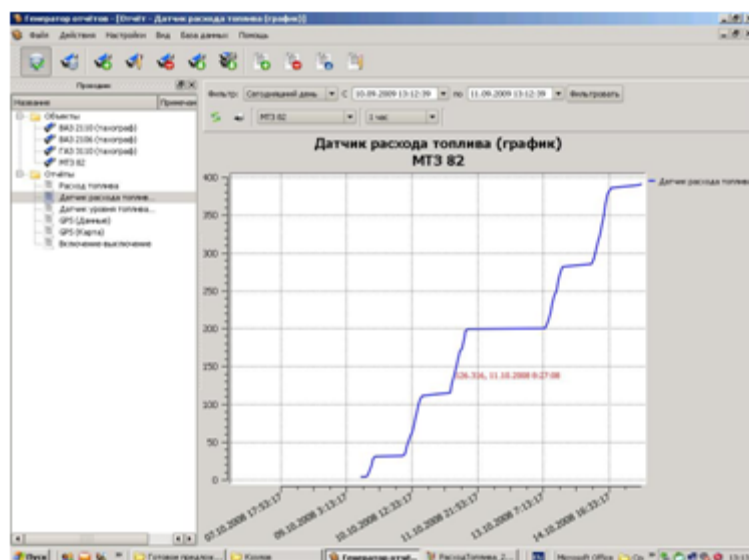 Генератор отчётов - [Отчёт - Датчик расхода топлива (график)]
Файл Действия Настройки Вид База данных Помощь
Проводник
Название Примечан
Объекты
ВАЗ 2110 (тахограф)
ВАЗ 2106 (тахограф)
ГАЗ 3110 (тахограф)
МТЗ 82
Отчёты
Расход топлива
Датчик расхода топлив...
Датчик уровня топлива...
GPS (Данные)
GPS (Карта)
Включение-выключение
Фильтр: Сегодняшний день С 10.09.2009 13:12:39 по 11.09.2009 13:12:39 Фильтровать
МТЗ 82 1 час
Датчик расхода топлива (график)
МТЗ 82
Датчик расхода топлива
400
350
300
250
200
150
100
50
0
126.316, 11.10.2008 9:27:08
07.10.2008 17:53:17
09.10.2008 3:13:17
10.10.2008 12:33:17
11.10.2008 21:53:17
13.10.2008 7:13:17
14.10.2008 16:33:17
Пуск Готовое предлож... Козлов Генератор отчё... РасходТоплива_2... Microsoft Office